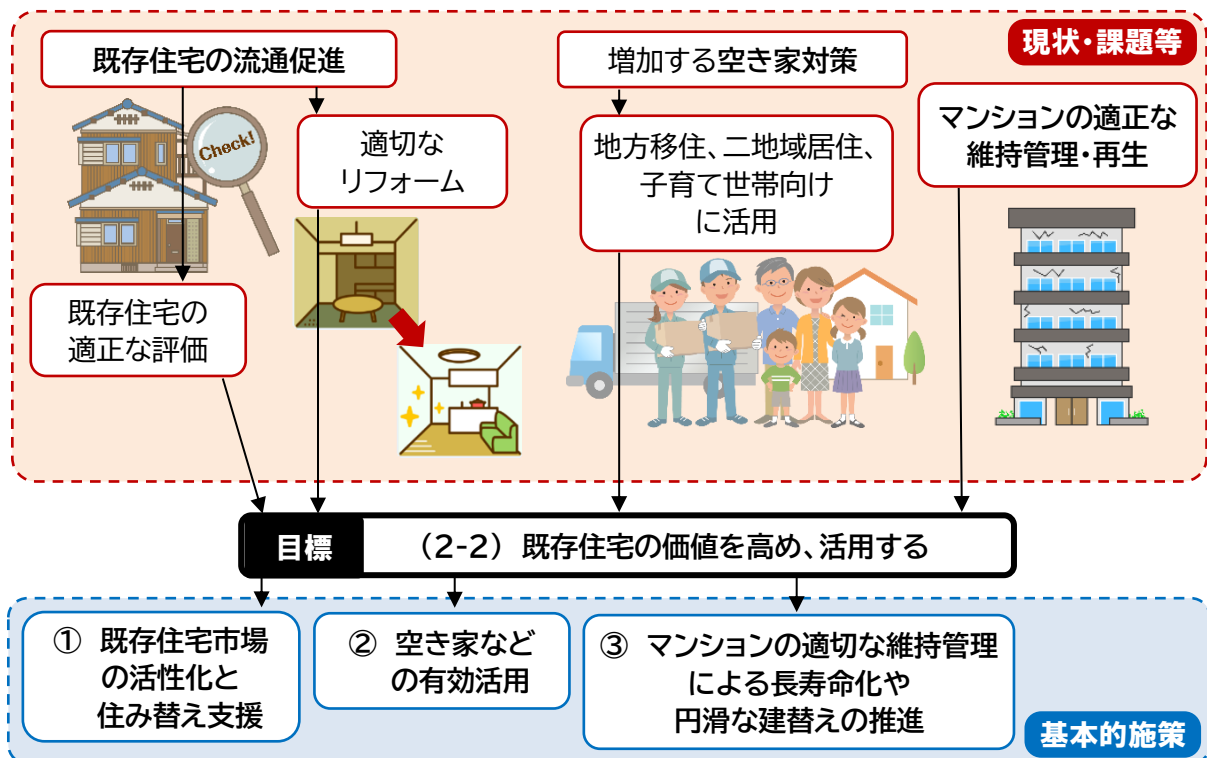 現状・課題等
既存住宅の流通促進
Check!
適切な
リフォーム
既存住宅の
適正な評価
増加する空き家対策
地方移住、二地域居住、
子育て世帯向け
に活用
マンションの適正な
維持管理・再生
目標 （2-2） 既存住宅の価値を高め、活用する
① 既存住宅市場
の活性化と
住み替え支援
② 空き家など
の有効活用
③ マンションの適切な維持管理
による長寿命化や
円滑な建替えの推進
基本的施策